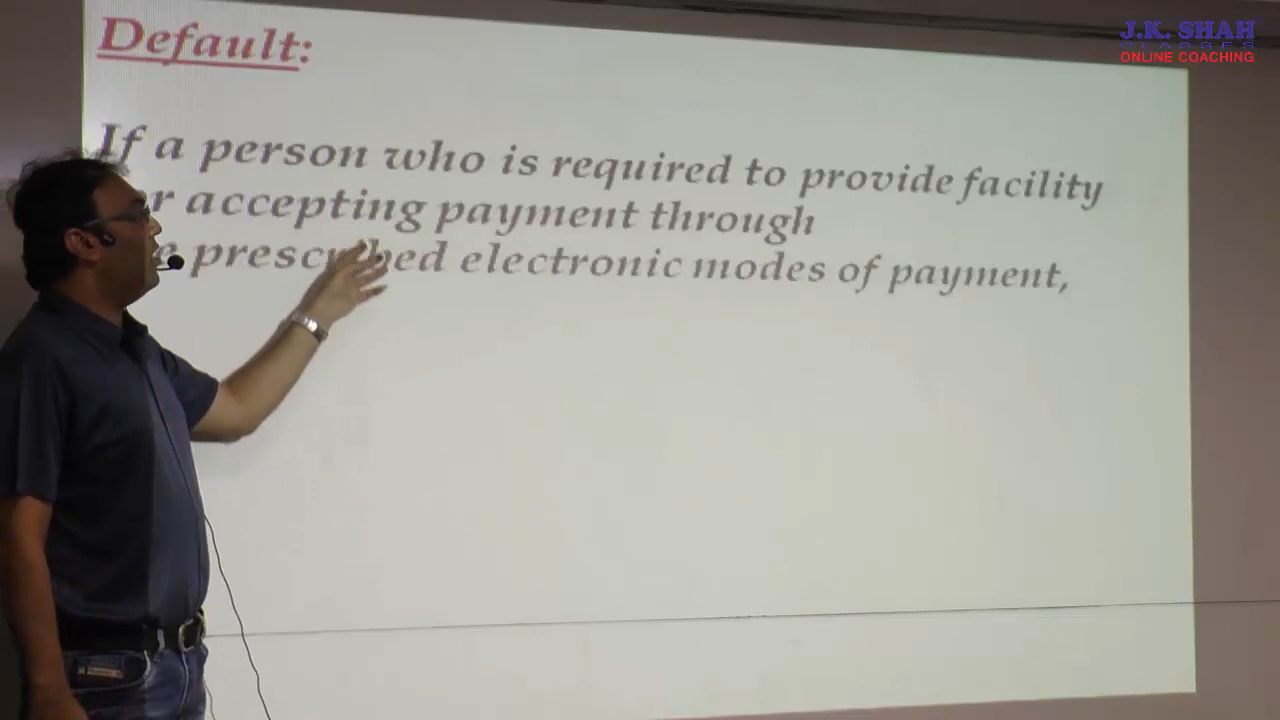 Default:
J.K. SHAH
CLASSES
ONLINE COACHING
If a person who is required to provide facility
accepting payment through
prescribed electronic modes of payment,